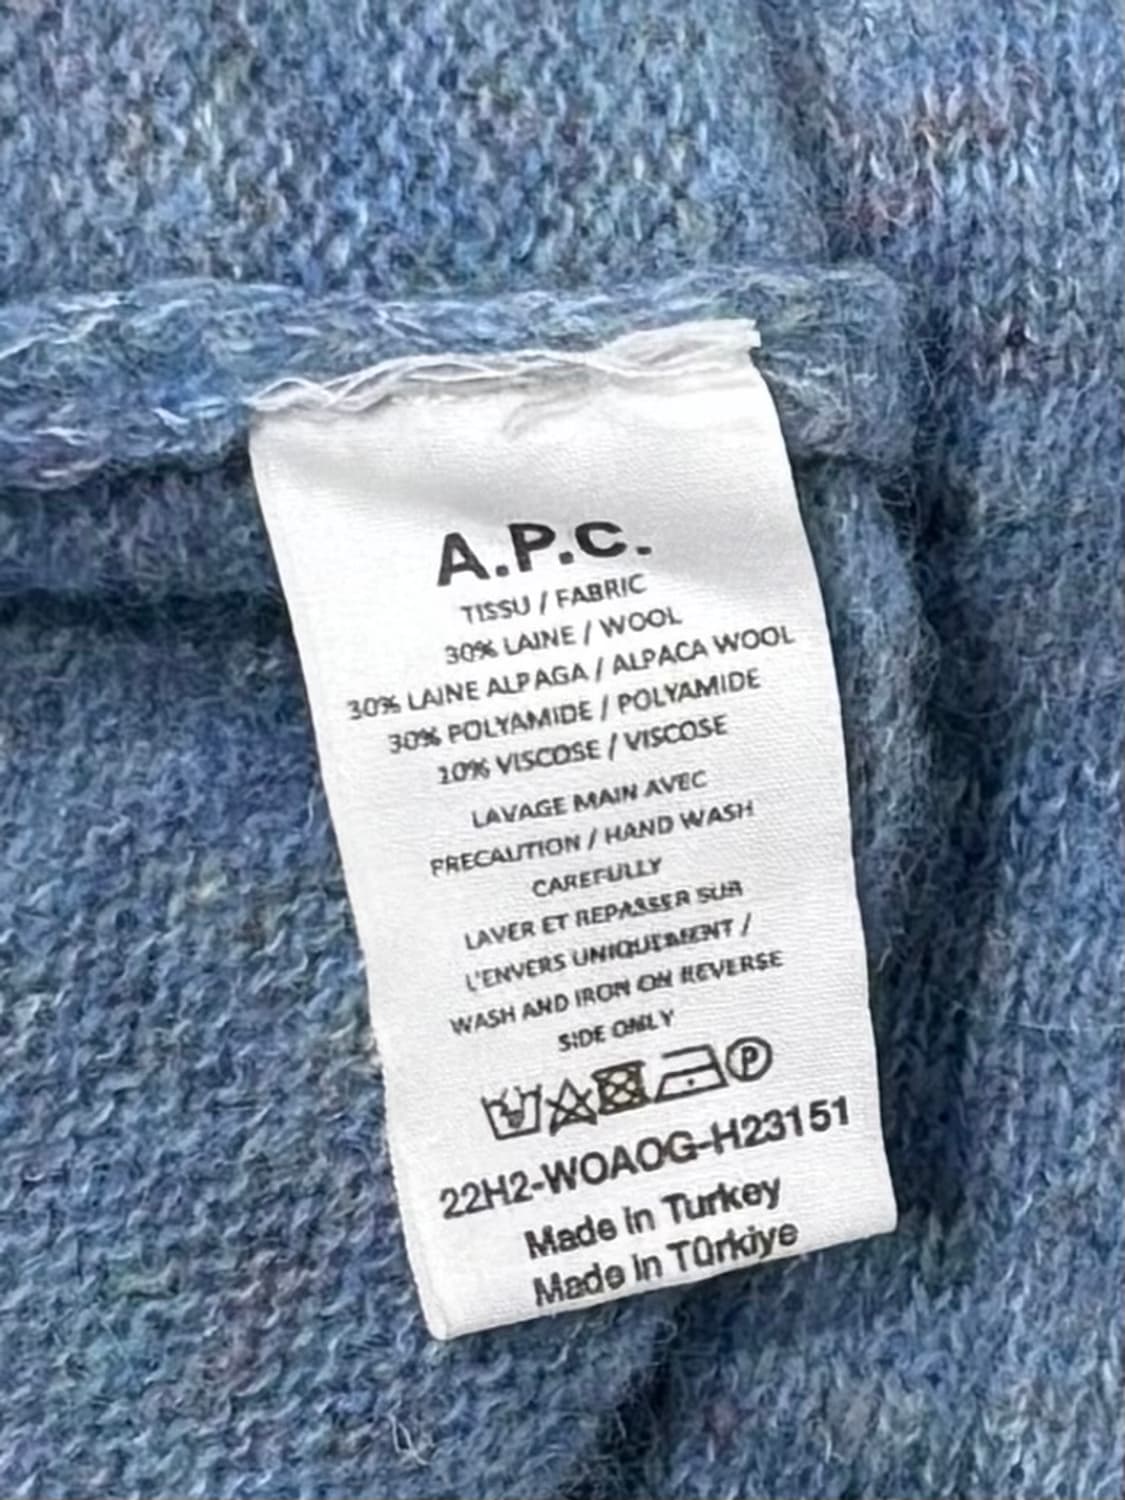 A.P.C.
TISSU / FABRIC
30% LAINE / WOOL
30% LAINE ALPAGA / ALPACA WOOL
30% POLYAMIDE / POLYAMIDE
10% VISCOSE / VISCOSE
LAVAGE MAIN AVEC
PRECAUTION / HAND WASH
CAREFULLY
LAVER ET REPASSER SUR
L'ENVERS UNIQUEMENT /
WASH AND IRON ON REVERSE
SIDE ONLY
P
22H2-WOAOG-H23151
Made in Turkey
Made in Türkiye